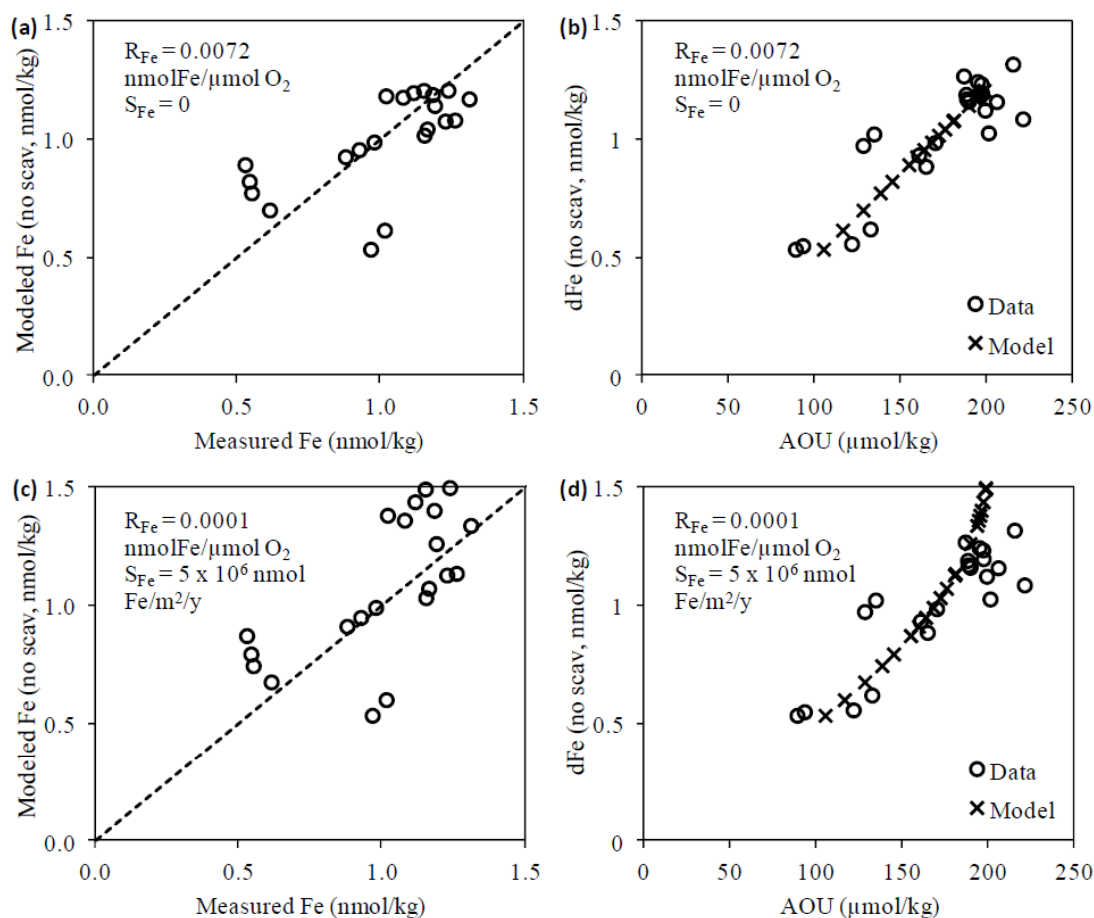 (a)
Modeled Fe (no scav, nmol/kg)
1.5
1.0
0.5
0.0
R_Fe = 0.0072
nmolFe/µmol O₂
S_Fe = 0
0.0 0.5 1.0 1.5
Measured Fe (nmol/kg)
(b)
dFe (no scav, nmol/kg)
1.5
1
0.5
0
R_Fe = 0.0072
nmolFe/µmol O₂
S_Fe = 0
Data
Model
0 50 100 150 200 250
AOU (µmol/kg)
(c)
Modeled Fe (no scav, nmol/kg)
1.5
1.0
0.5
0.0
R_Fe = 0.0001
nmolFe/µmol O₂
S_Fe = 5 x 10⁶ nmol
Fe/m²/y
0.0 0.5 1.0 1.5
Measured Fe (nmol/kg)
(d)
dFe (no scav, nmol/kg)
1.5
1
0.5
0
R_Fe = 0.0001
nmolFe/µmol O₂
S_Fe = 5 x 10⁶ nmol
Fe/m²/y
Data
Model
0 50 100 150 200 250
AOU (µmol/kg)